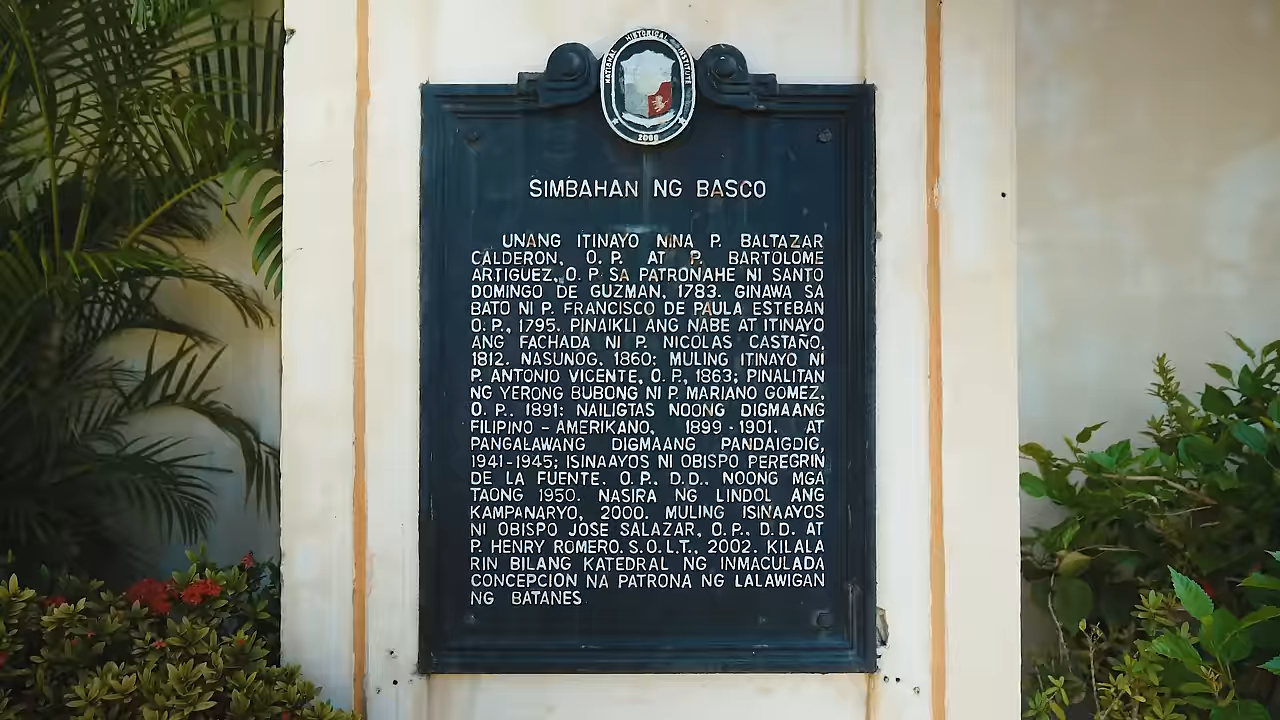 NATIONAL HISTORICAL INSTITUTE
SIMBAHAN NG BASCO
UNANG ITINAYO NINA P. BALTAZAR
CALDERON, O. P. AT P. BARTOLOME
ARTIGUEZ, O. P. SA PATRONAHE NI SANTO
DOMINGO DE GUZMAN, 1783. GINAWA SA
BATO NI P. FRANCISCO DE PAULA ESTEBAN
O. P., 1795. PINAIKLI ANG NABE AT ITINAYO
ANG FACHADA NI P. NICOLAS CASTAÑO,
1812. NASUNOG, 1860; MULING ITINAYO NI
P. ANTONIO VICENTE, O. P., 1863; PINALITAN
NG YERONG BUBONG NI P. MARIANO GOMEZ,
O. P., 1891; NAILIGTAS NOONG DIGMAANG
FILIPINO - AMERIKANO, 1899 - 1901. AT
PANGALAWANG DIGMAANG PANDAIGDIG,
1941-1945; ISINAAYOS NI OBISPO PEREGRIN
DE LA FUENTE. O. P., D. D., NOONG MGA
TAONG 1950. NASIRA NG LINDOL ANG
KAMPANARYO, 2000. MULING ISINAAYOS
NI OBISPO JOSE SALAZAR, O. P., D. D. AT
P. HENRY ROMERO. S. O. L. T., 2002. KILALA
RIN BILANG KATEDRAL NG INMACULADA
CONCEPCION NA PATRONA NG LALAWIGAN
NG BATANES